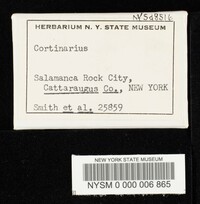 NYSd8516
HERBARIUM N. Y. STATE MUSEUM
Cortinarius
Salamanca Rock City,
Cattaraugus Co., NEW YORK
Smith et al. 25859
NEW YORK STATE MUSEUM
NYSM 0 000 006 865